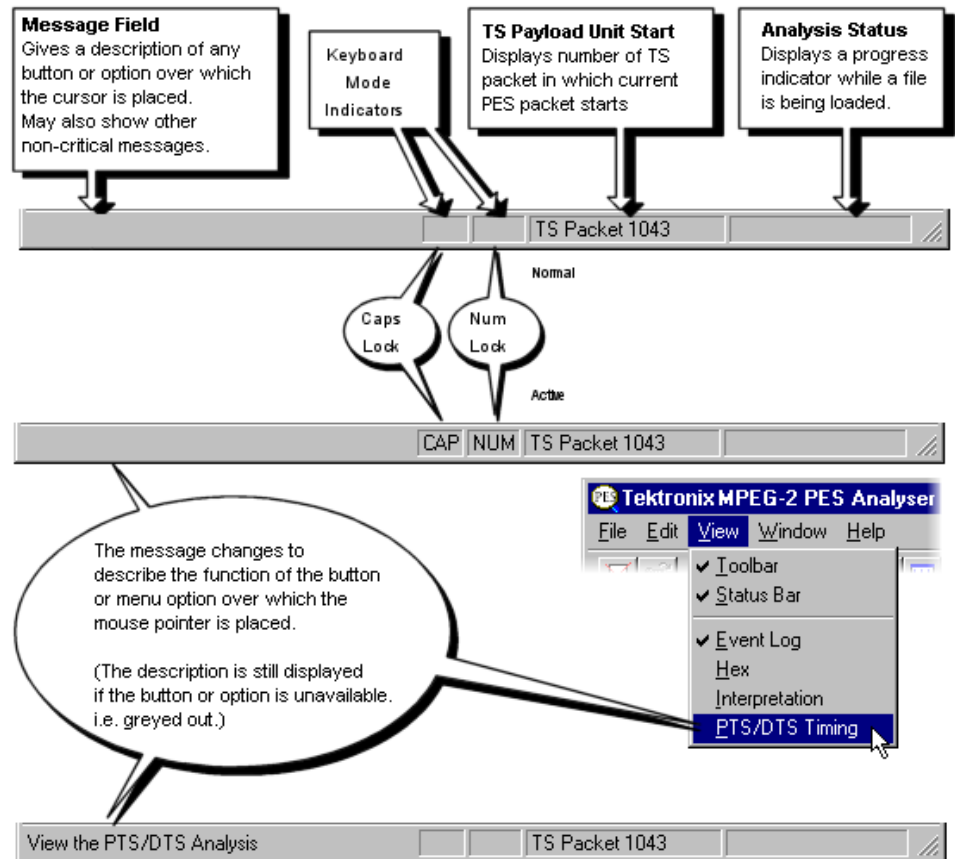 Message Field
Gives a description of any
button or option over which
the cursor is placed.
May also show other
non-critical messages.
Keyboard
Mode
Indicators
TS Payload Unit Start
Displays number of TS
packet in which current
PES packet starts
Analysis Status
Displays a progress
indicator while a file
is being loaded.
TS Packet 1043
Normal
Caps
Lock
Num
Lock
Active
CAP NUM TS Packet 1043
The message changes to
describe the function of the button
or menu option over which the
mouse pointer is placed.
(The description is still displayed
if the button or option is unavailable.
i.e. greyed out.)
PES Tektronix MPEG-2 PES Analyser
File Edit View Window Help
Toolbar
Status Bar
Event Log
Hex
Interpretation
PTS/DTS Timing
View the PTS/DTS Analysis TS Packet 1043